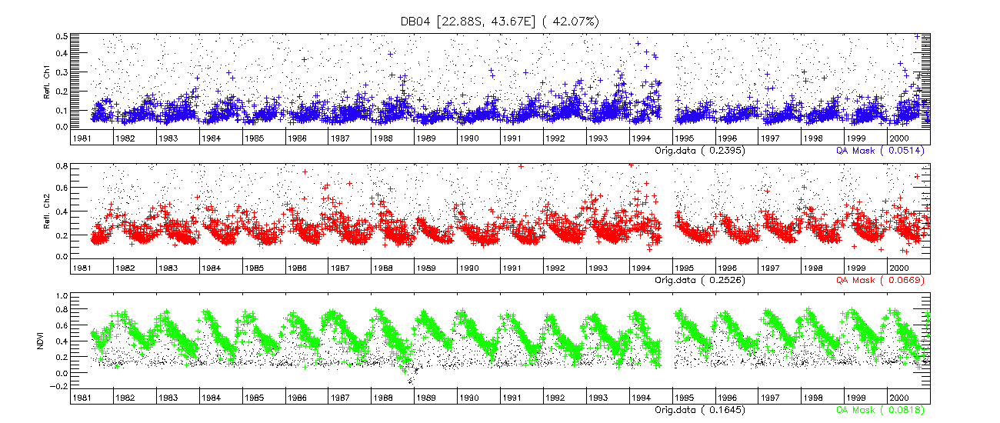 DB04 [22.88S, 43.67E] ( 42.07%)
0.5
0.4
0.3
0.2
0.1
0.0
Refl. Ch1
1981 1982 1983 1984 1985 1986 1987 1988 1989 1990 1991 1992 1993 1994 1995 1996 1997 1998 1999 2000
Orig.data ( 0.2395) QA Mask ( 0.0514)
0.8
0.6
0.4
0.2
0.0
Refl. Ch2
1981 1982 1983 1984 1985 1986 1987 1988 1989 1990 1991 1992 1993 1994 1995 1996 1997 1998 1999 2000
Orig.data ( 0.2526) QA Mask ( 0.0669)
1.0
0.8
0.6
0.4
0.2
0.0
-0.2
NDVI
1981 1982 1983 1984 1985 1986 1987 1988 1989 1990 1991 1992 1993 1994 1995 1996 1997 1998 1999 2000
Orig.data ( 0.1645) QA Mask ( 0.0818)